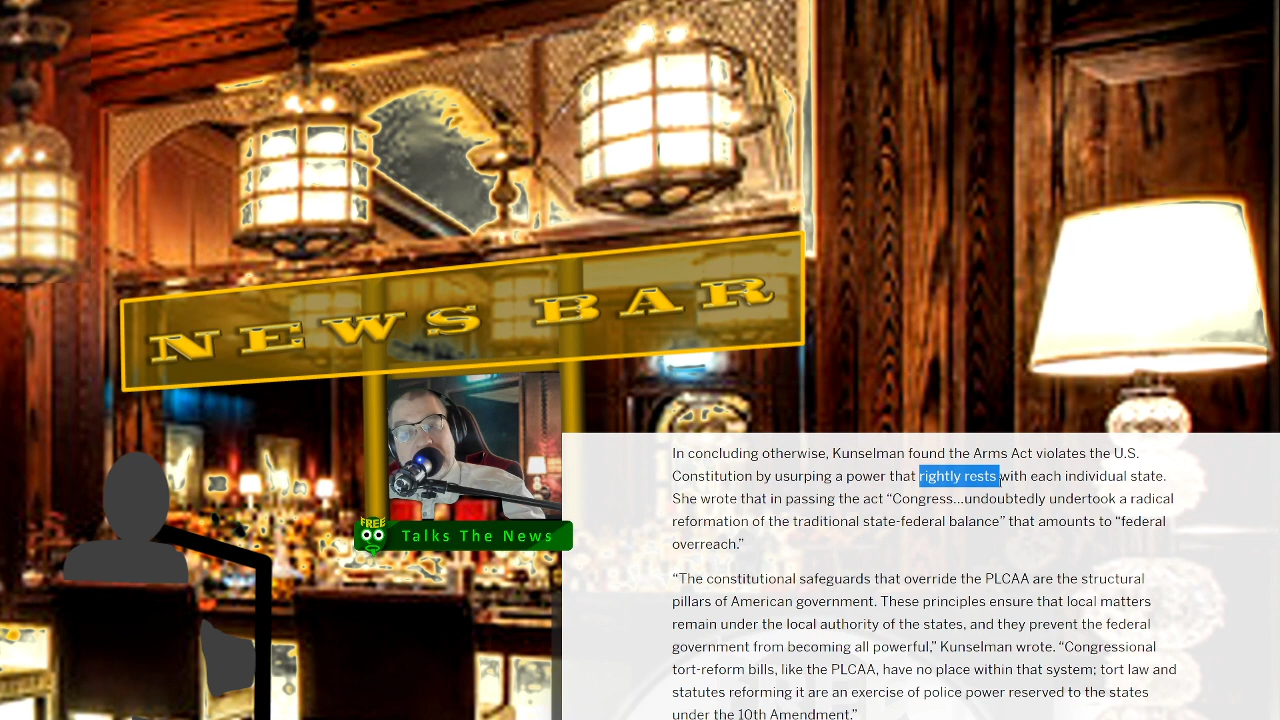 NEWS BAR
FREE
Talks The News
In concluding otherwise, Kunselman found the Arms Act violates the U.S.
Constitution by usurping a power that rightly rests with each individual state.
She wrote that in passing the act “Congress…undoubtedly undertook a radical
reformation of the traditional state-federal balance” that amounts to “federal
overreach.”
“The constitutional safeguards that override the PLCAA are the structural
pillars of American government. These principles ensure that local matters
remain under the local authority of the states, and they prevent the federal
government from becoming all powerful,” Kunselman wrote. “Congressional
tort-reform bills, like the PLCAA, have no place within that system; tort law and
statutes reforming it are an exercise of police power reserved to the states
under the 10th Amendment.”